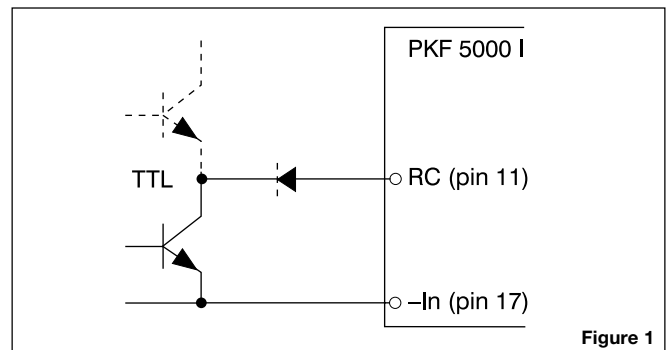 PKF 5000 I
TTL
RC (pin 11)
–In (pin 17)
Figure 1